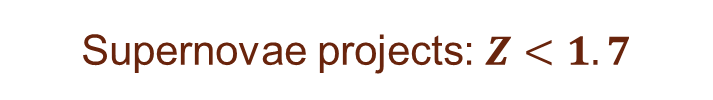 Supernovae projects: Z < 1.7